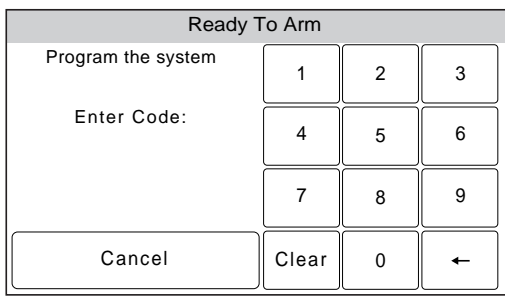 Ready To Arm
Program the system
1 2 3
Enter Code:
4 5 6
7 8 9
Cancel Clear 0 ←